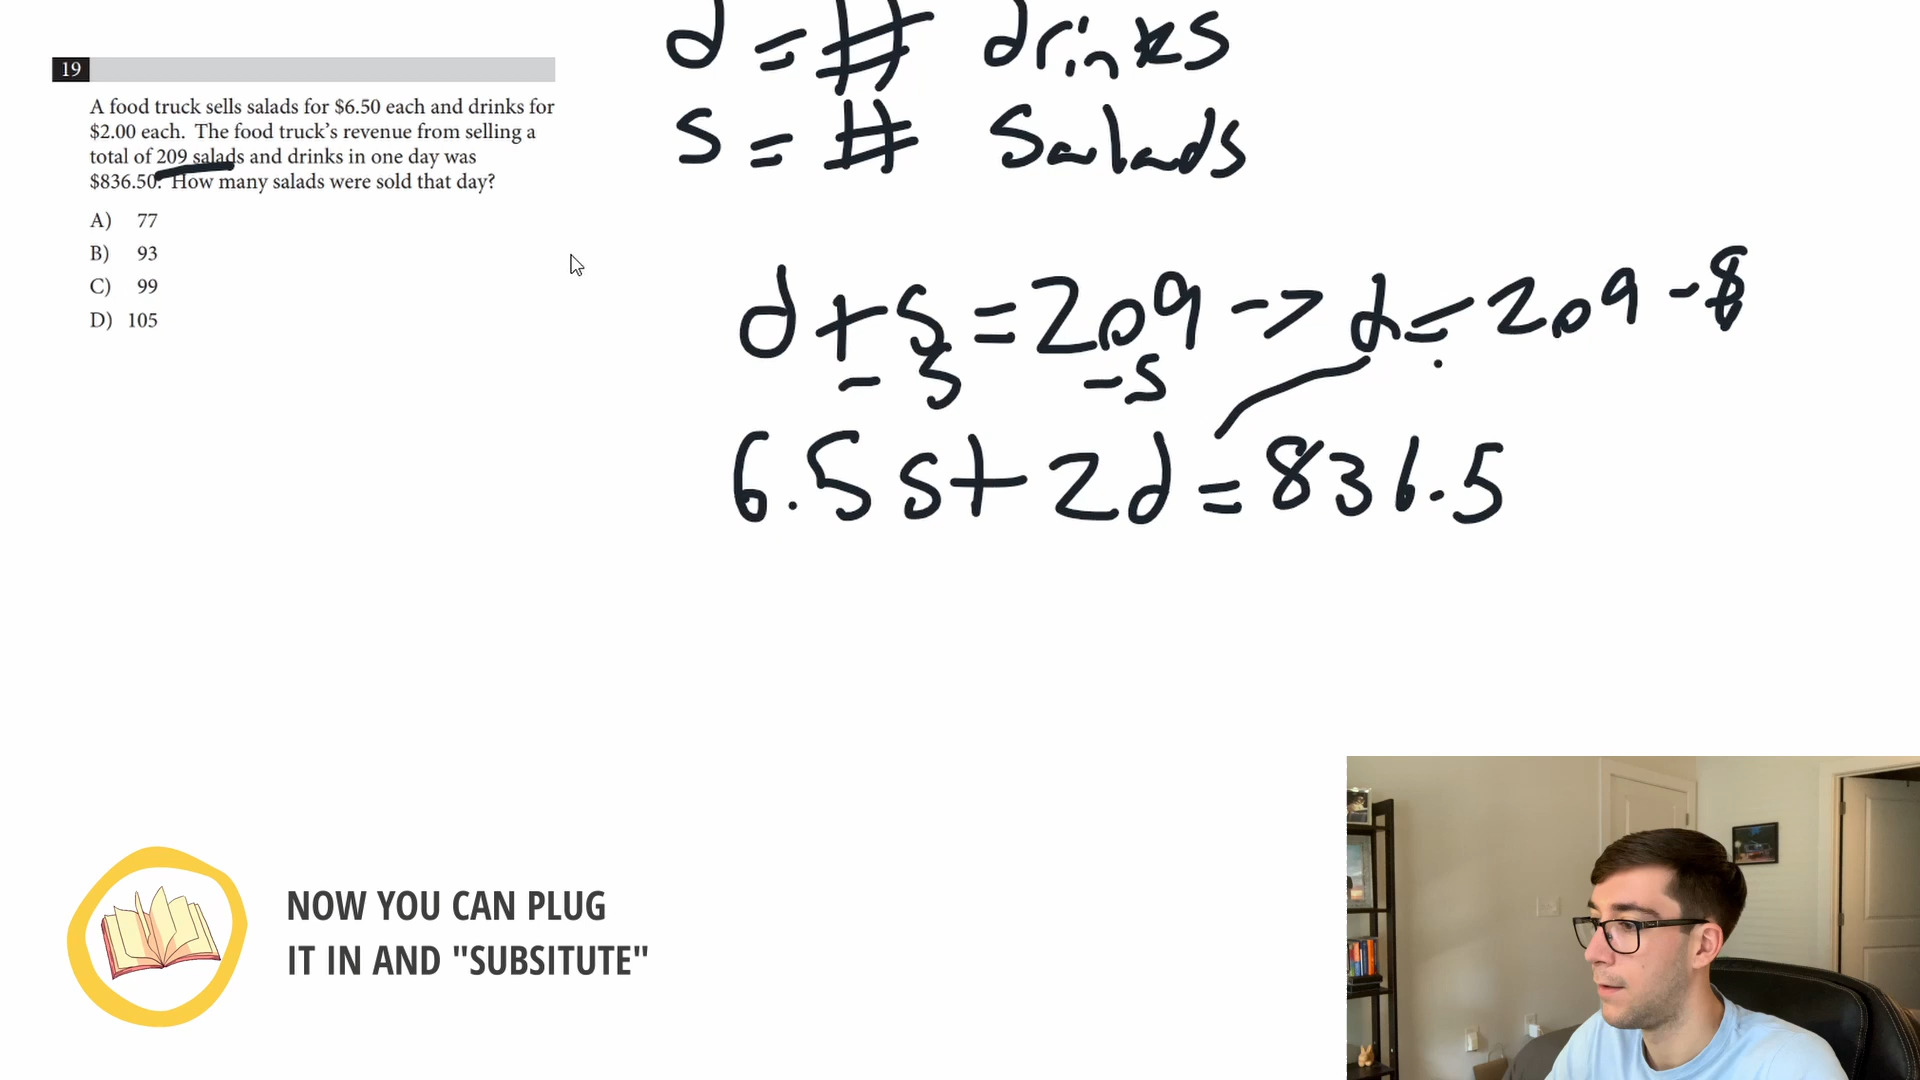 d = # drinks
s = # Salads
19
A food truck sells salads for $6.50 each and drinks for
$2.00 each. The food truck's revenue from selling a
total of 209 salads and drinks in one day was
$836.50. How many salads were sold that day?
A) 77
B) 93
C) 99
D) 105
d + s = 209 -> d = 209 - s
- s - s
6.5 s + 2d = 836.5
NOW YOU CAN PLUG
IT IN AND "SUBSITUTE"